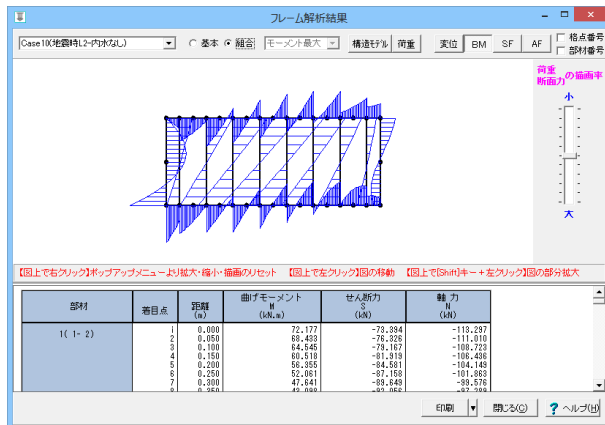 フレーム解析結果
Case10(地震時L2-内水なし) 基本 組合 モーメント最大 構造モデル 荷重 変位 BM SF AF 格点番号
部材番号
荷重
断面力 の描画率
小
大
【図上で右クリック】ポップアップメニューより拡大・縮小・描画のリセット 【図上で左クリック】図の移動 【図上で[Shift]キー+左クリック】図の部分拡大
部材 着目点 距離 (m) 曲げモーメント M (kN.m) せん断力 S (kN) 軸 力 N (kN)
1( 1- 2) i 0.000 72.177 -73.394 -113.297
2 0.050 68.433 -76.326 -111.010
3 0.100 64.545 -79.167 -108.723
4 0.150 60.518 -81.919 -106.436
5 0.200 56.355 -84.581 -104.149
6 0.250 52.061 -87.158 -101.863
7 0.300 47.641 -89.649 -99.576
印刷 閉じる(C) ? ヘルプ(H)